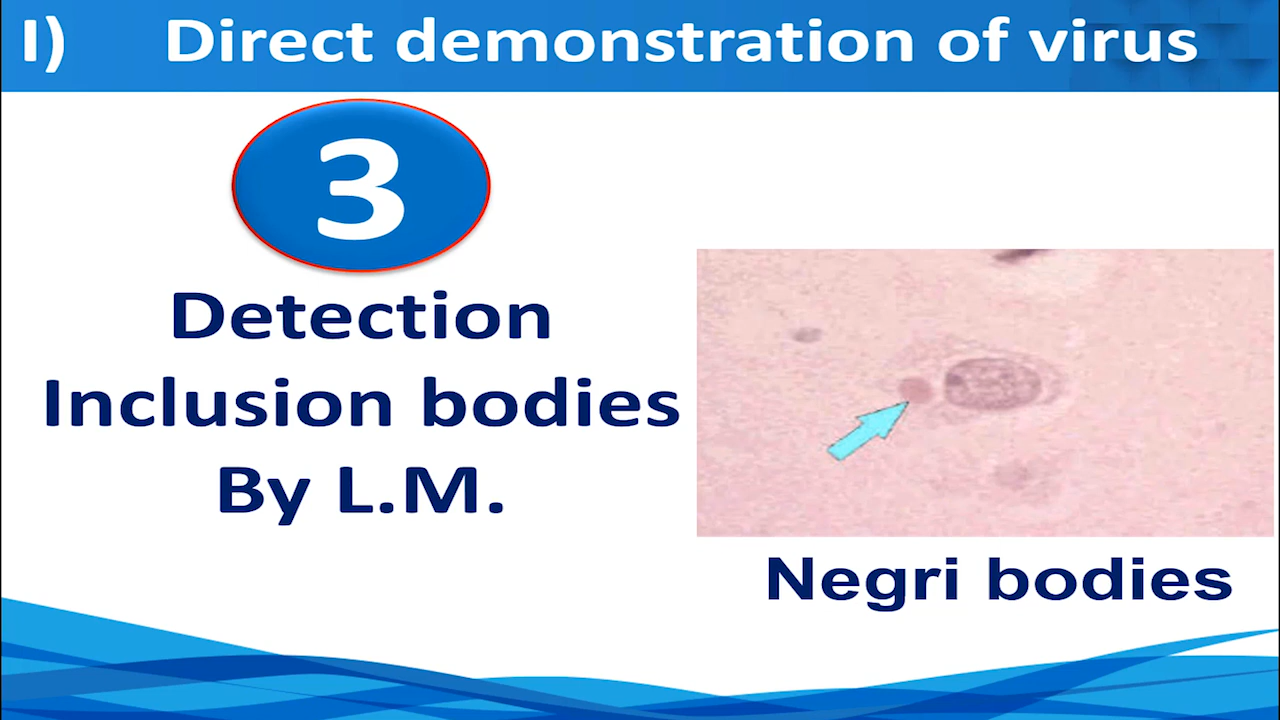 I) Direct demonstration of virus
3
Detection
Inclusion bodies
By L.M.
Negri bodies